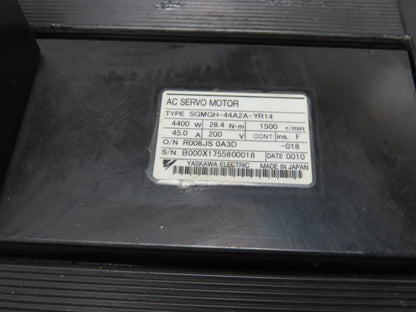 AC SERVO MOTOR
TYPE SGMGH-44A2A-YR14
4400 W 28.4 N·m 1500 r/min
45.0 A 200 V CONT ins. F
O/N R008JS 0A3D -018
S/N B000X1755800018 DATE 0010
YASKAWA ELECTRIC MADE IN JAPAN